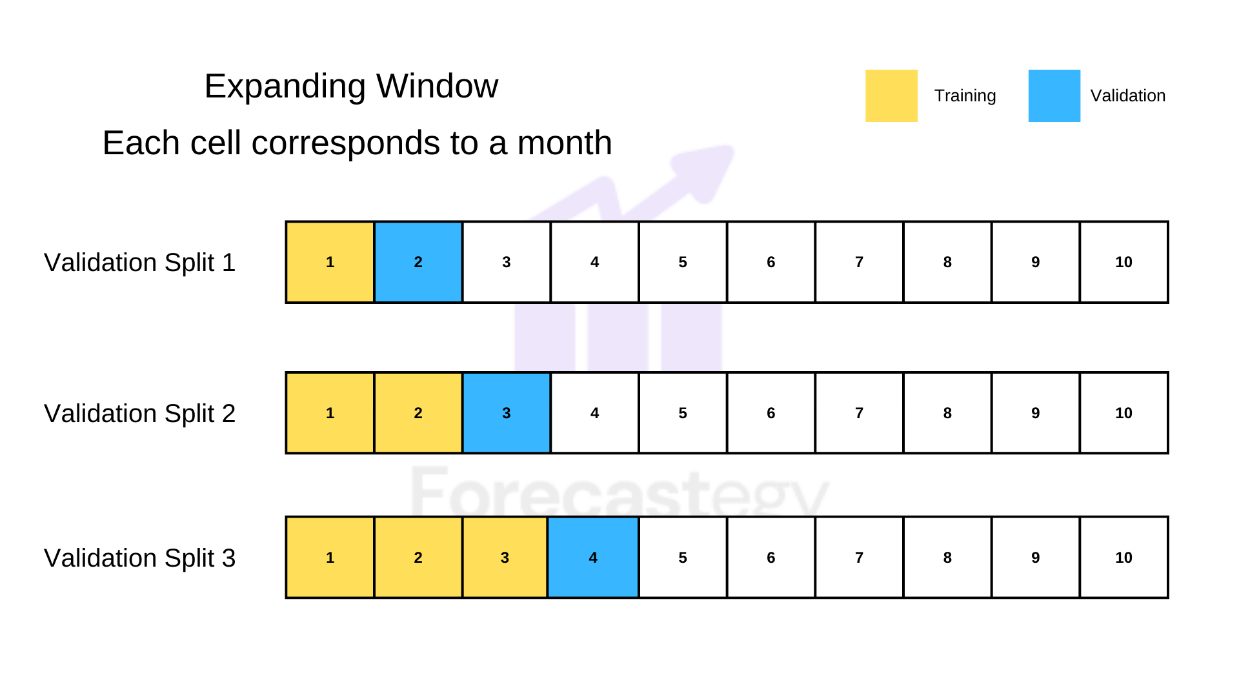 Expanding Window
Each cell corresponds to a month
Training
Validation
Validation Split 1
1 2 3 4 5 6 7 8 9 10
Validation Split 2
1 2 3 4 5 6 7 8 9 10
Forecastegy
Validation Split 3
1 2 3 4 5 6 7 8 9 10